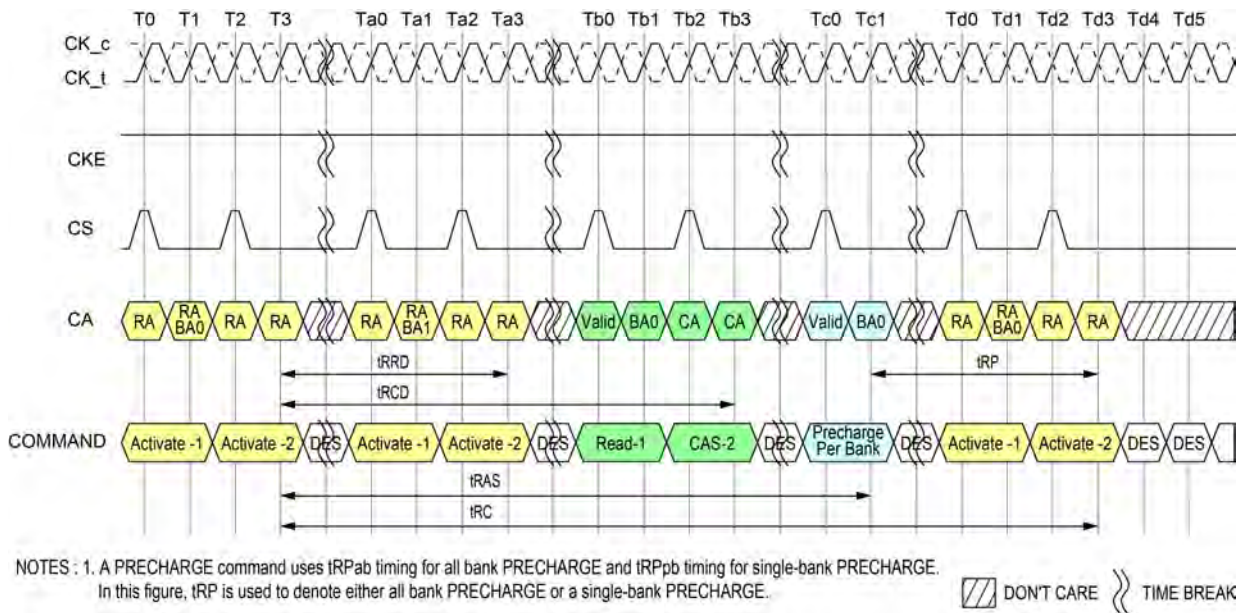 T0 T1 T2 T3 Ta0 Ta1 Ta2 Ta3 Tb0 Tb1 Tb2 Tb3 Tc0 Tc1 Td0 Td1 Td2 Td3 Td4 Td5
CK_c
CK_t
CKE
CS
CA RA RA BA0 RA RA RA RA BA1 RA RA Valid BA0 CA CA Valid BA0 RA RA BA0 RA RA
tRRD tRP
tRCD
COMMAND Activate -1 Activate -2 DES Activate -1 Activate -2 DES Read-1 CAS-2 DES Precharge Per Bank DES Activate -1 Activate -2 DES DES
tRAS
tRC
NOTES : 1. A PRECHARGE command uses tRPab timing for all bank PRECHARGE and tRPpb timing for single-bank PRECHARGE.
In this figure, tRP is used to denote either all bank PRECHARGE or a single-bank PRECHARGE.
DON'T CARE TIME BREAK